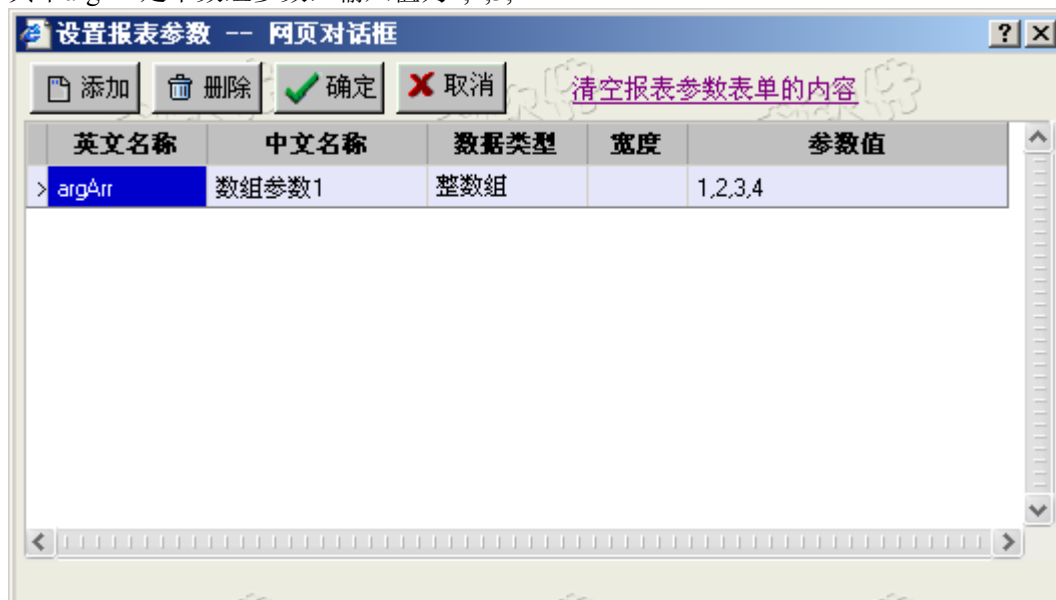 设置报表参数 -- 网页对话框
添加 删除 确定 取消 清空报表参数表单的内容
英文名称 中文名称 数据类型 宽度 参数值
argArr 数组参数1 整数组 1,2,3,4